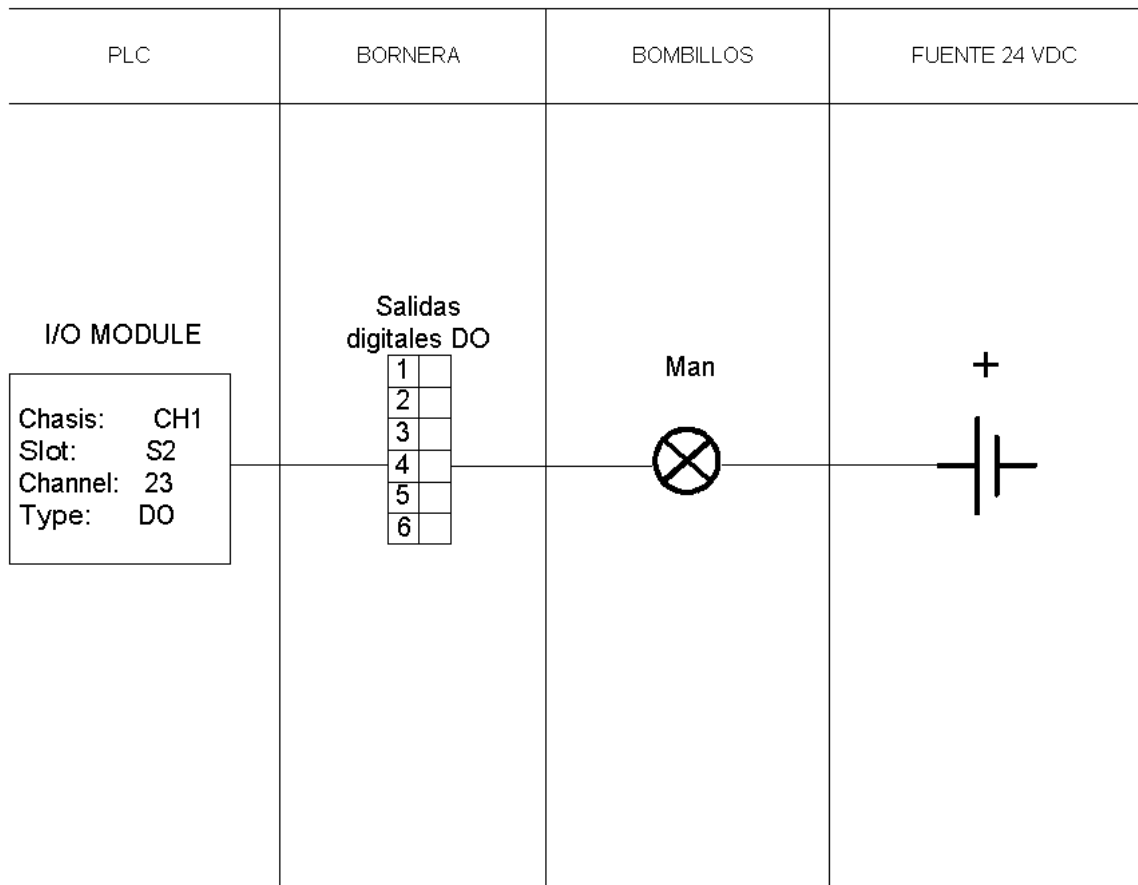 PLC
BORNERA
BOMBILLOS
FUENTE 24 VDC
I/O MODULE
Chasis: CH1
Slot: S2
Channel: 23
Type: DO
Salidas
digitales DO
1
2
3
4
5
6
Man
+